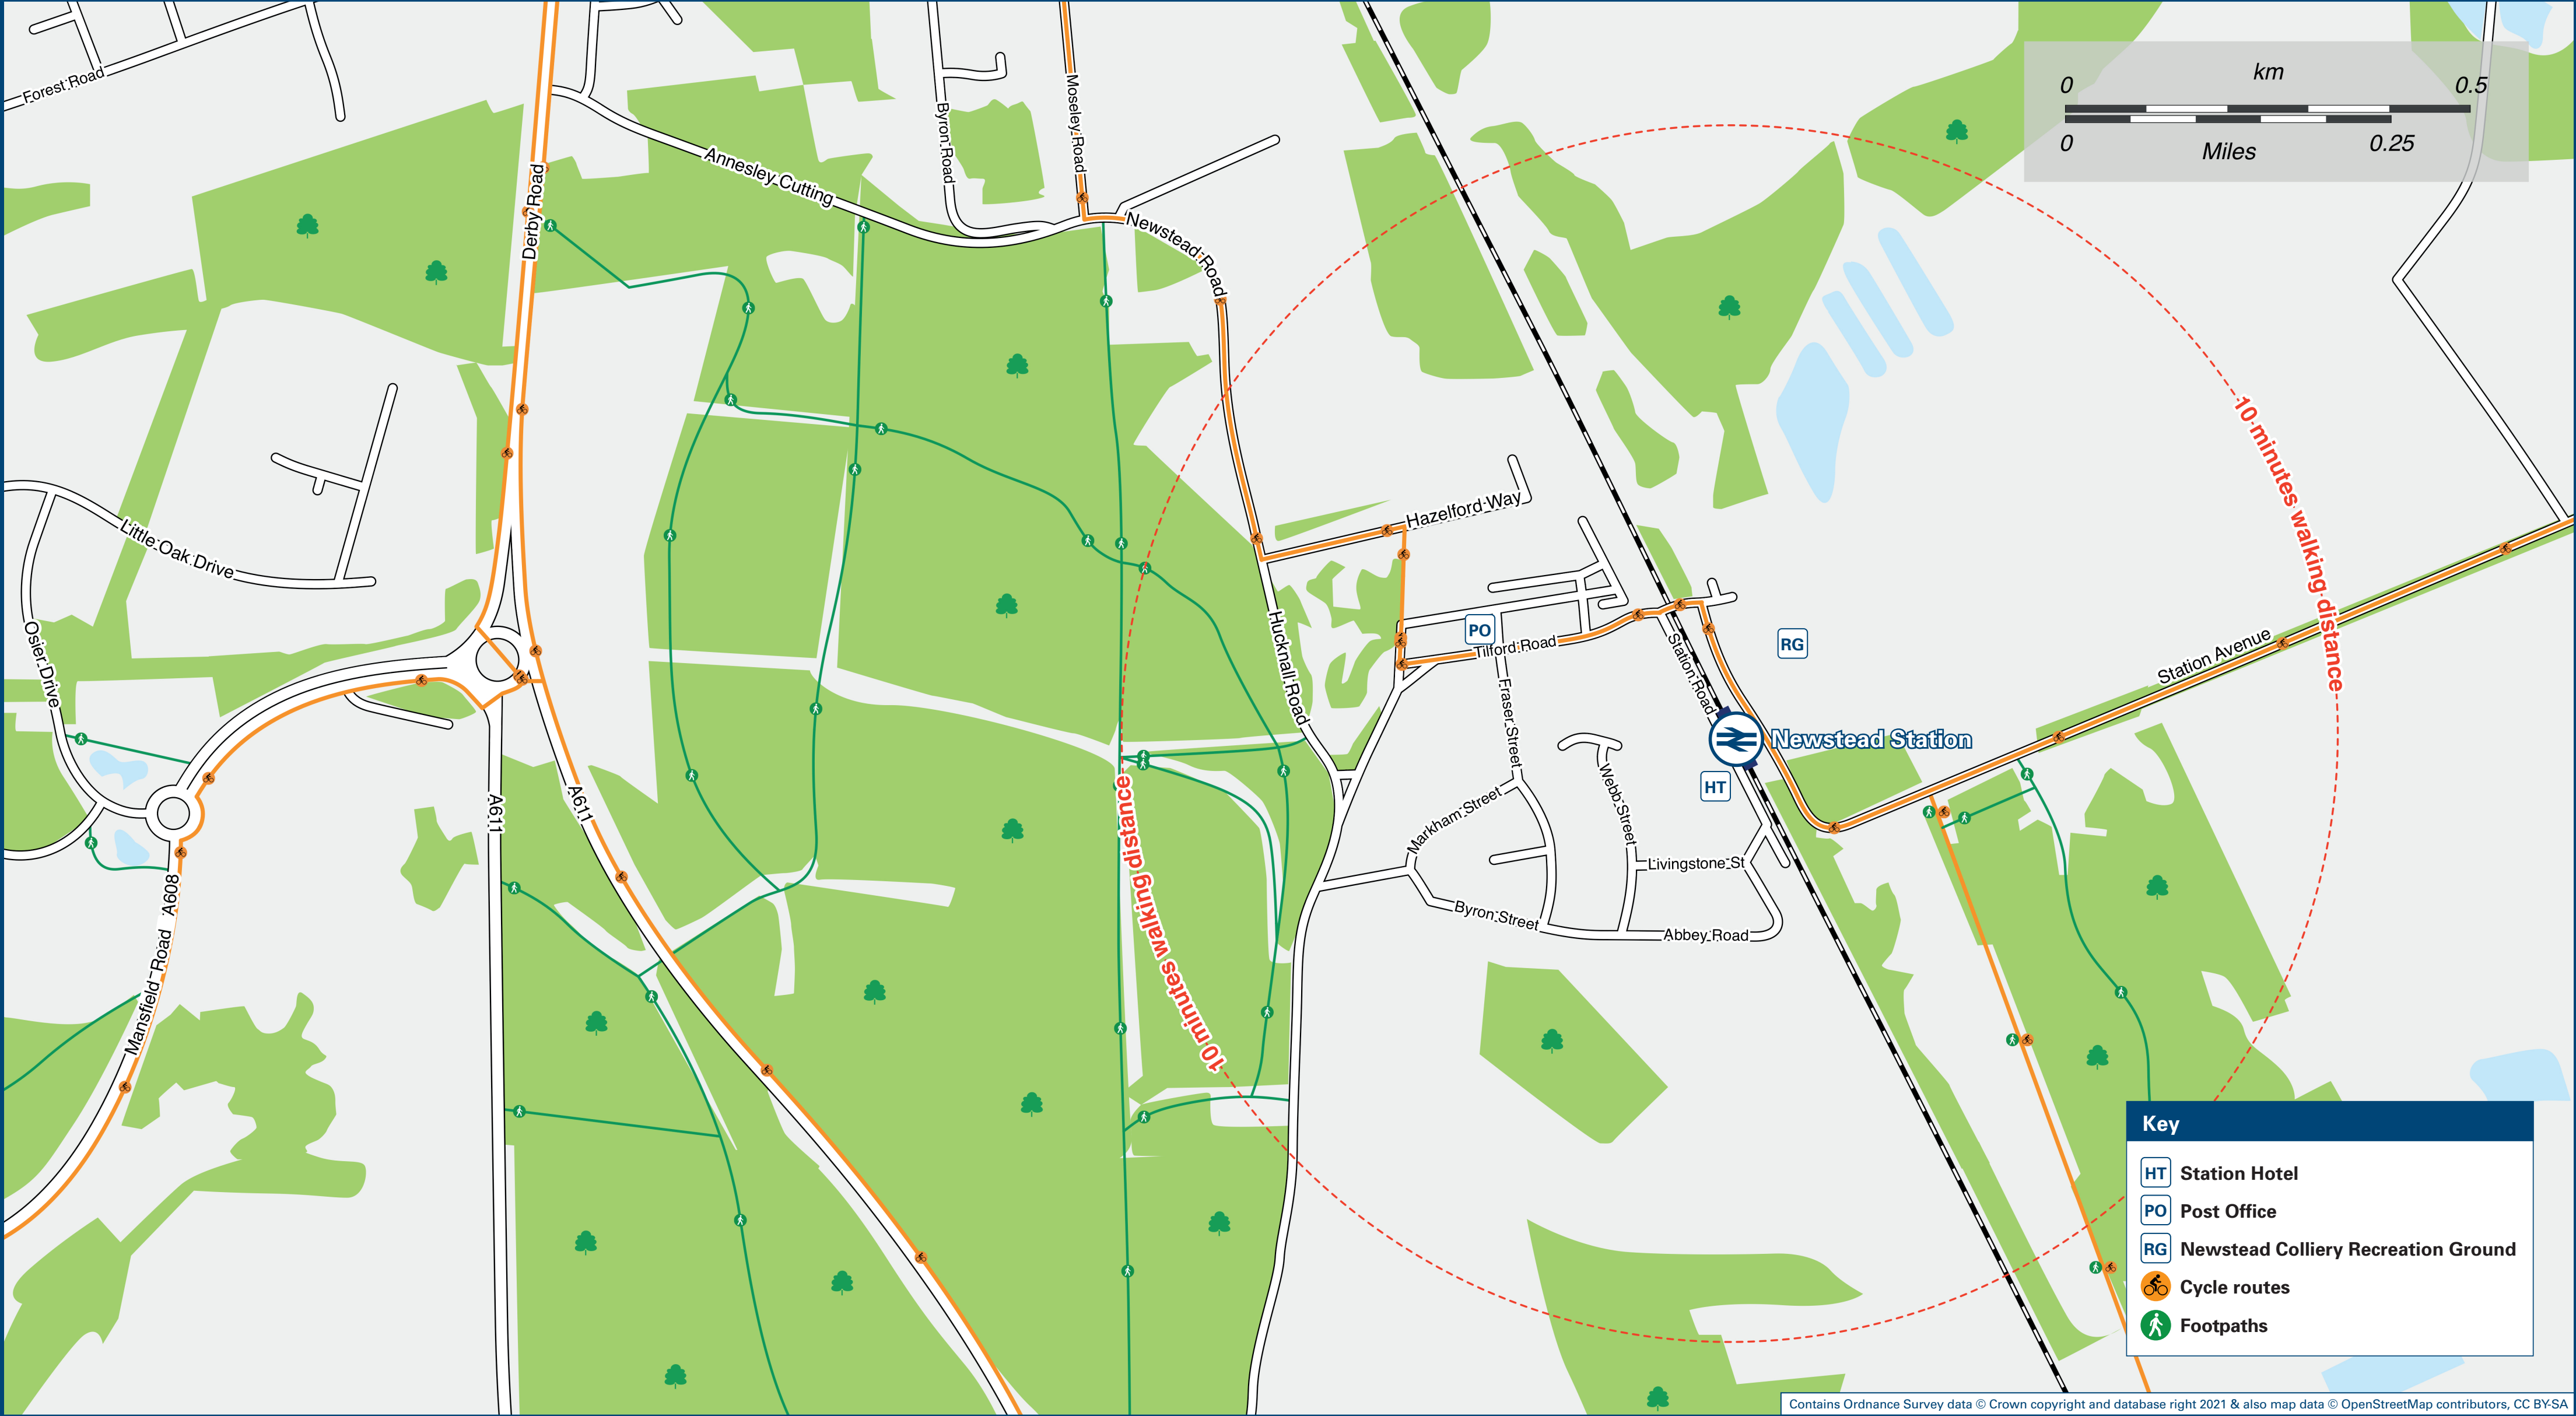 Forest Road
Derby Road
Annesley Cutting
Byron Road
Moseley Road
Newstead Road
km
0
0.5
0
0.25
Miles
10 minutes walking distance
Little Oak Drive
Osier Drive
Hazelford Way
Hucknall Road
PO
Tilford Road
Station Road
RG
Station Avenue
Fraser Street
Newstead Station
HT
A611
A611
Markham Street
Webb Street
Livingstone St
Byron Street
Abbey Road
10 minutes walking distance
A608
Mansfield Road
Key
HT Station Hotel
PO Post Office
RG Newstead Colliery Recreation Ground
Cycle routes
Footpaths
Contains Ordnance Survey data © Crown copyright and database right 2021 & also map data © OpenStreetMap contributors, CC BY-SA